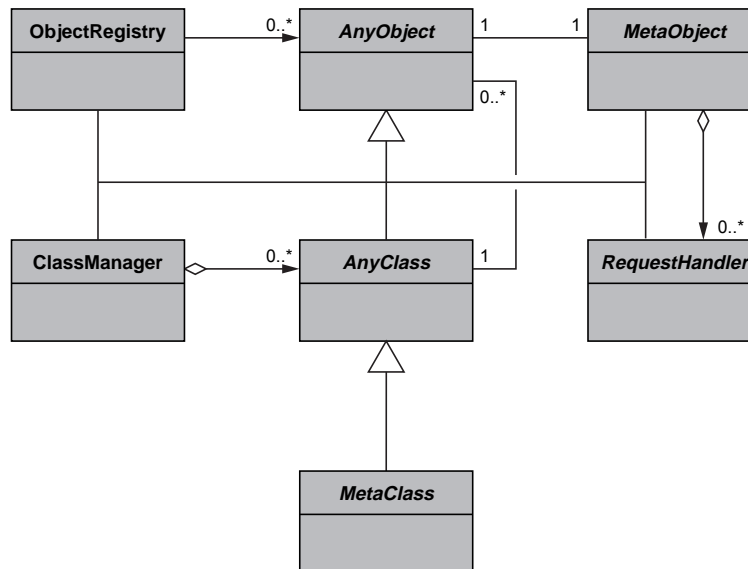 ObjectRegistry
0..*
AnyObject
1
1
MetaObject
0..*
ClassManager
0..*
AnyClass
1
0..*
RequestHandler
MetaClass